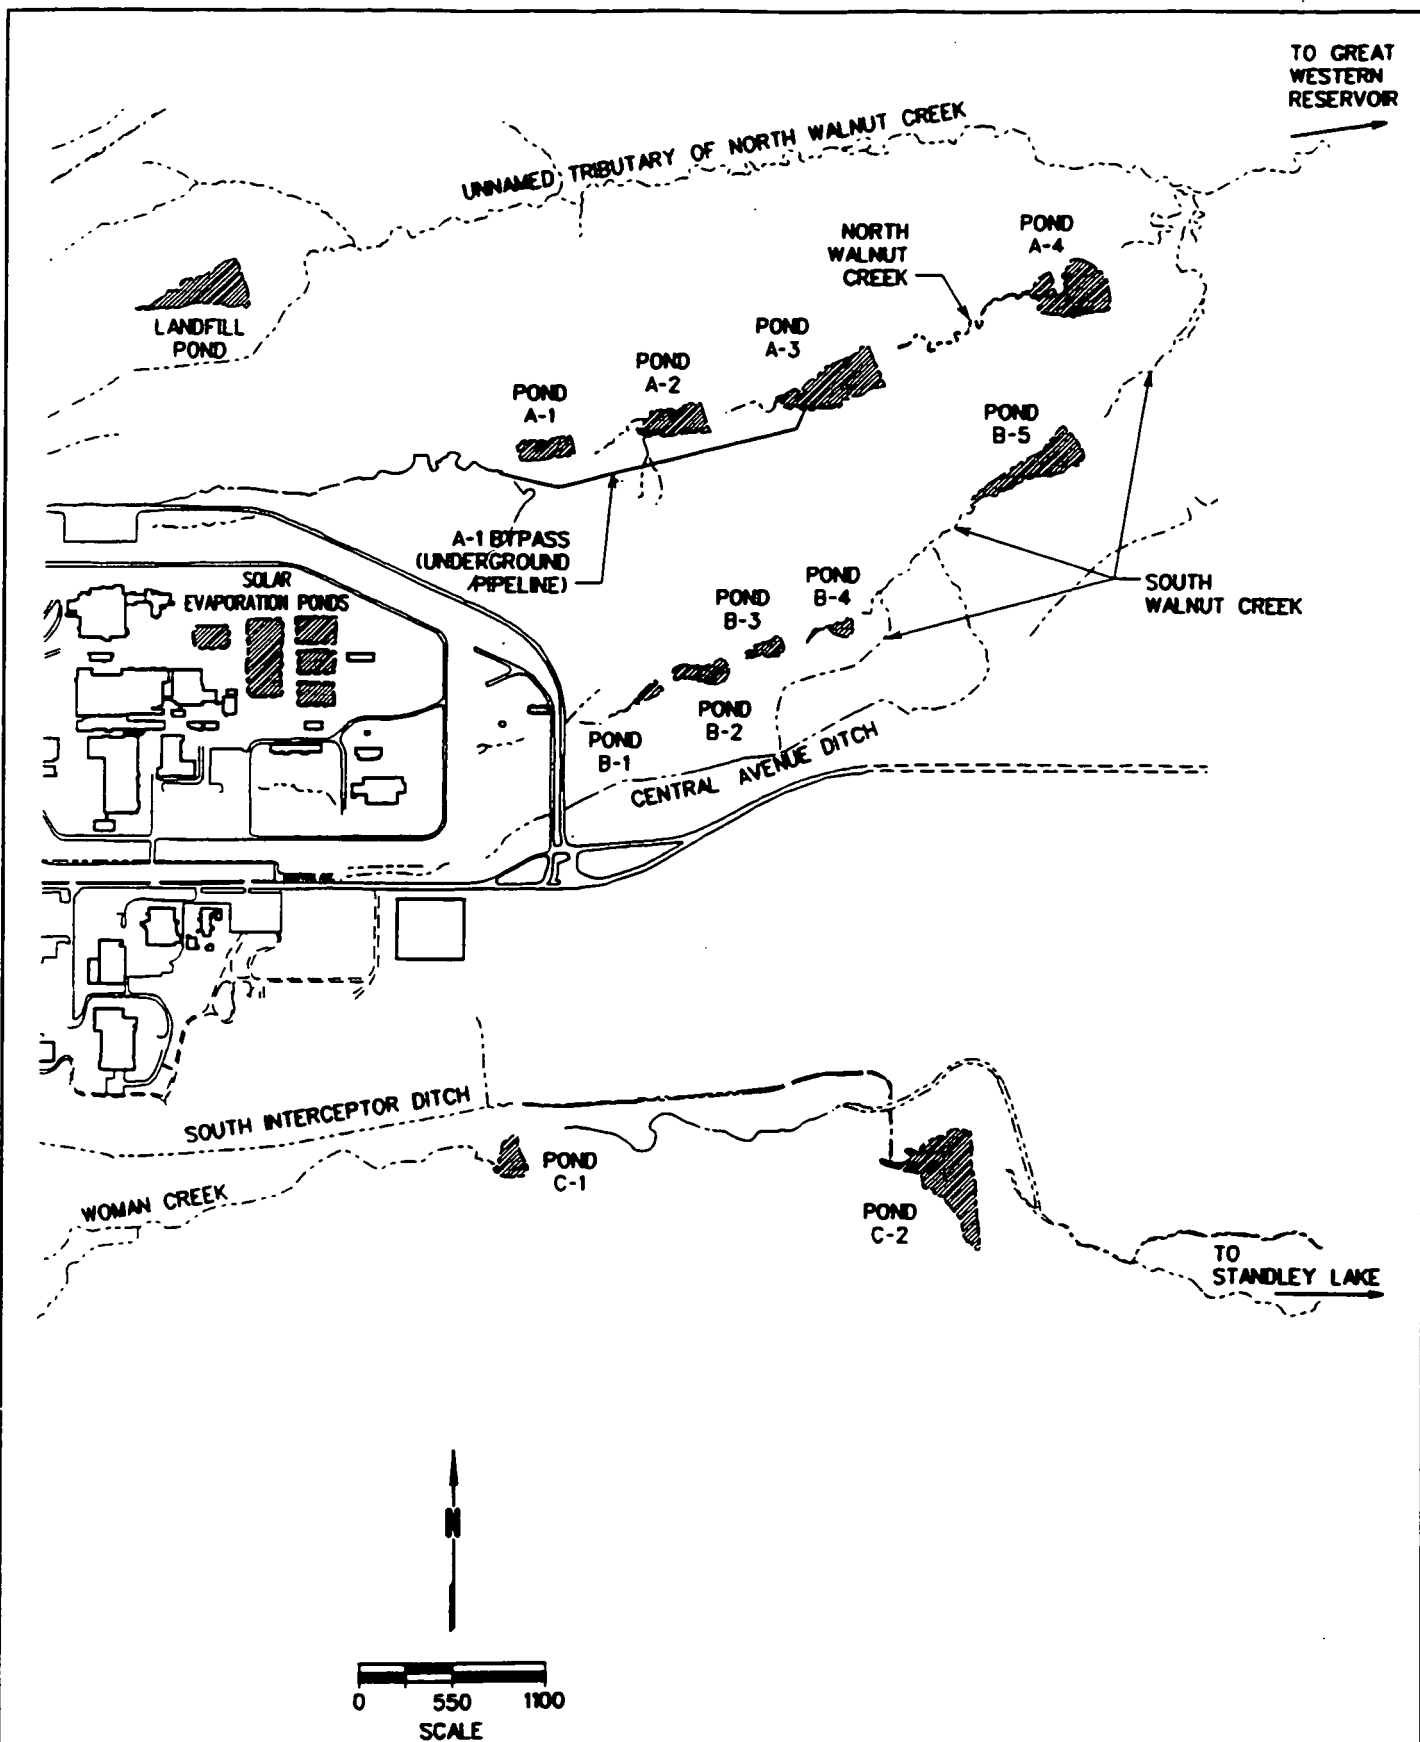 TO GREAT
WESTERN
RESERVOIR
UNNAMED TRIBUTARY OF NORTH WALNUT CREEK
NORTH
WALNUT
CREEK
POND
A-4
LANDFILL
POND
POND
A-3
POND
A-2
POND
A-1
POND
B-5
A-1 BYPASS
(UNDERGROUND
PIPELINE)
SOLAR
EVAPORATION PONDS
POND
B-4
POND
B-3
SOUTH
WALNUT CREEK
POND
B-2
POND
B-1
CENTRAL AVENUE DITCH
SOUTH INTERCEPTOR DITCH
POND
C-1
WOMAN CREEK
POND
C-2
TO
STANDLEY LAKE
N
0 550 1100
SCALE